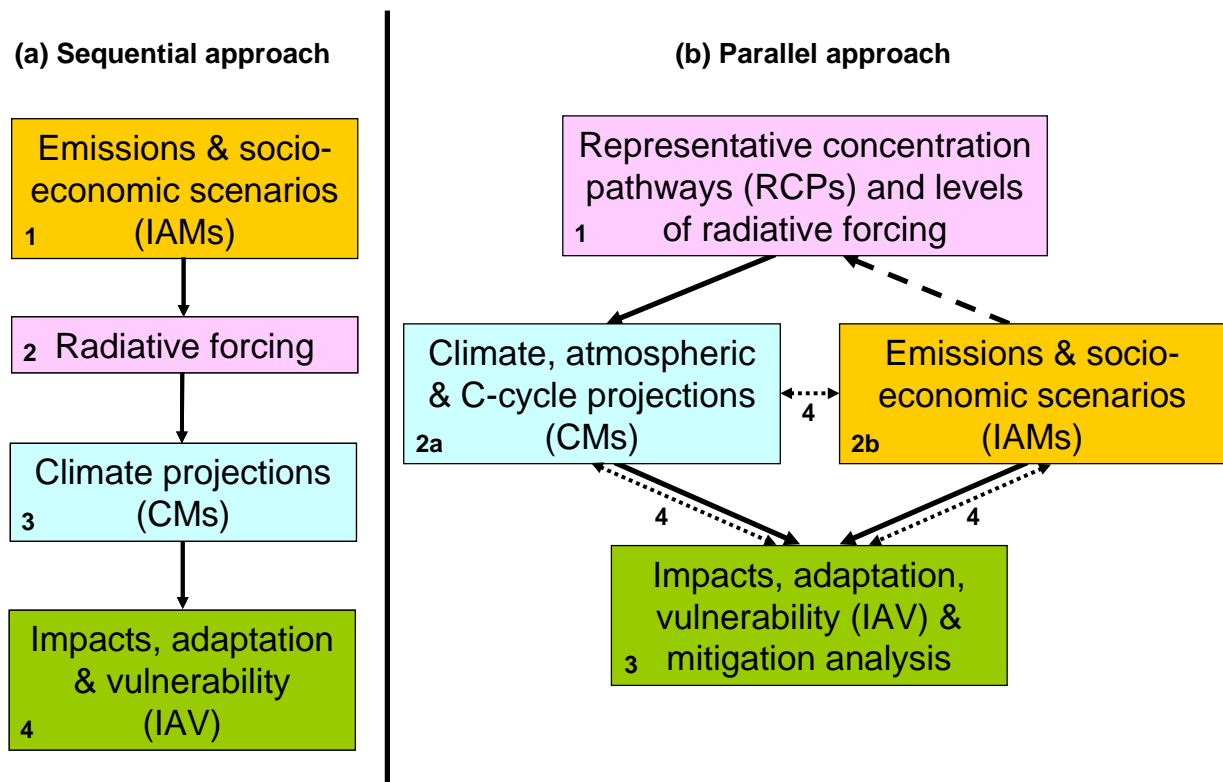 (a) Sequential approach
Emissions & socio-
economic scenarios
(IAMs)
1
2
Radiative forcing
Climate projections
(CMs)
3
Impacts, adaptation
& vulnerability
(IAV)
4
(b) Parallel approach
Representative concentration
pathways (RCPs) and levels
of radiative forcing
1
Climate, atmospheric
& C-cycle projections
(CMs)
2a
4
Emissions & socio-
economic scenarios
(IAMs)
2b
4
4
Impacts, adaptation,
vulnerability (IAV) &
mitigation analysis
3